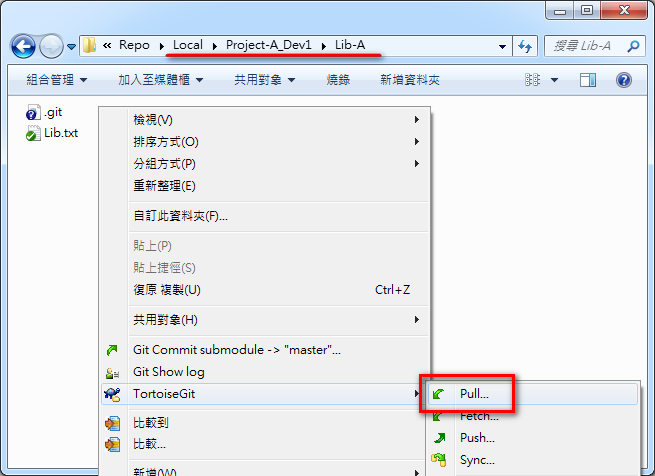 « Repo ▸ Local ▸ Project-A_Dev1 ▸ Lib-A
搜尋 Lib-A
組合管理 加入至媒體櫃 共用對象 燒錄 新增資料夾
.git
Lib.txt
檢視(V)
排序方式(O)
分組方式(P)
重新整理(E)
自訂此資料夾(F)...
貼上(P)
貼上捷徑(S)
復原 複製(U) Ctrl+Z
共用對象(H)
Git Commit submodule -> "master"...
Git Show log
TortoiseGit
Pull...
Fetch...
Push...
Sync...
比較到
比較...
新增(W)